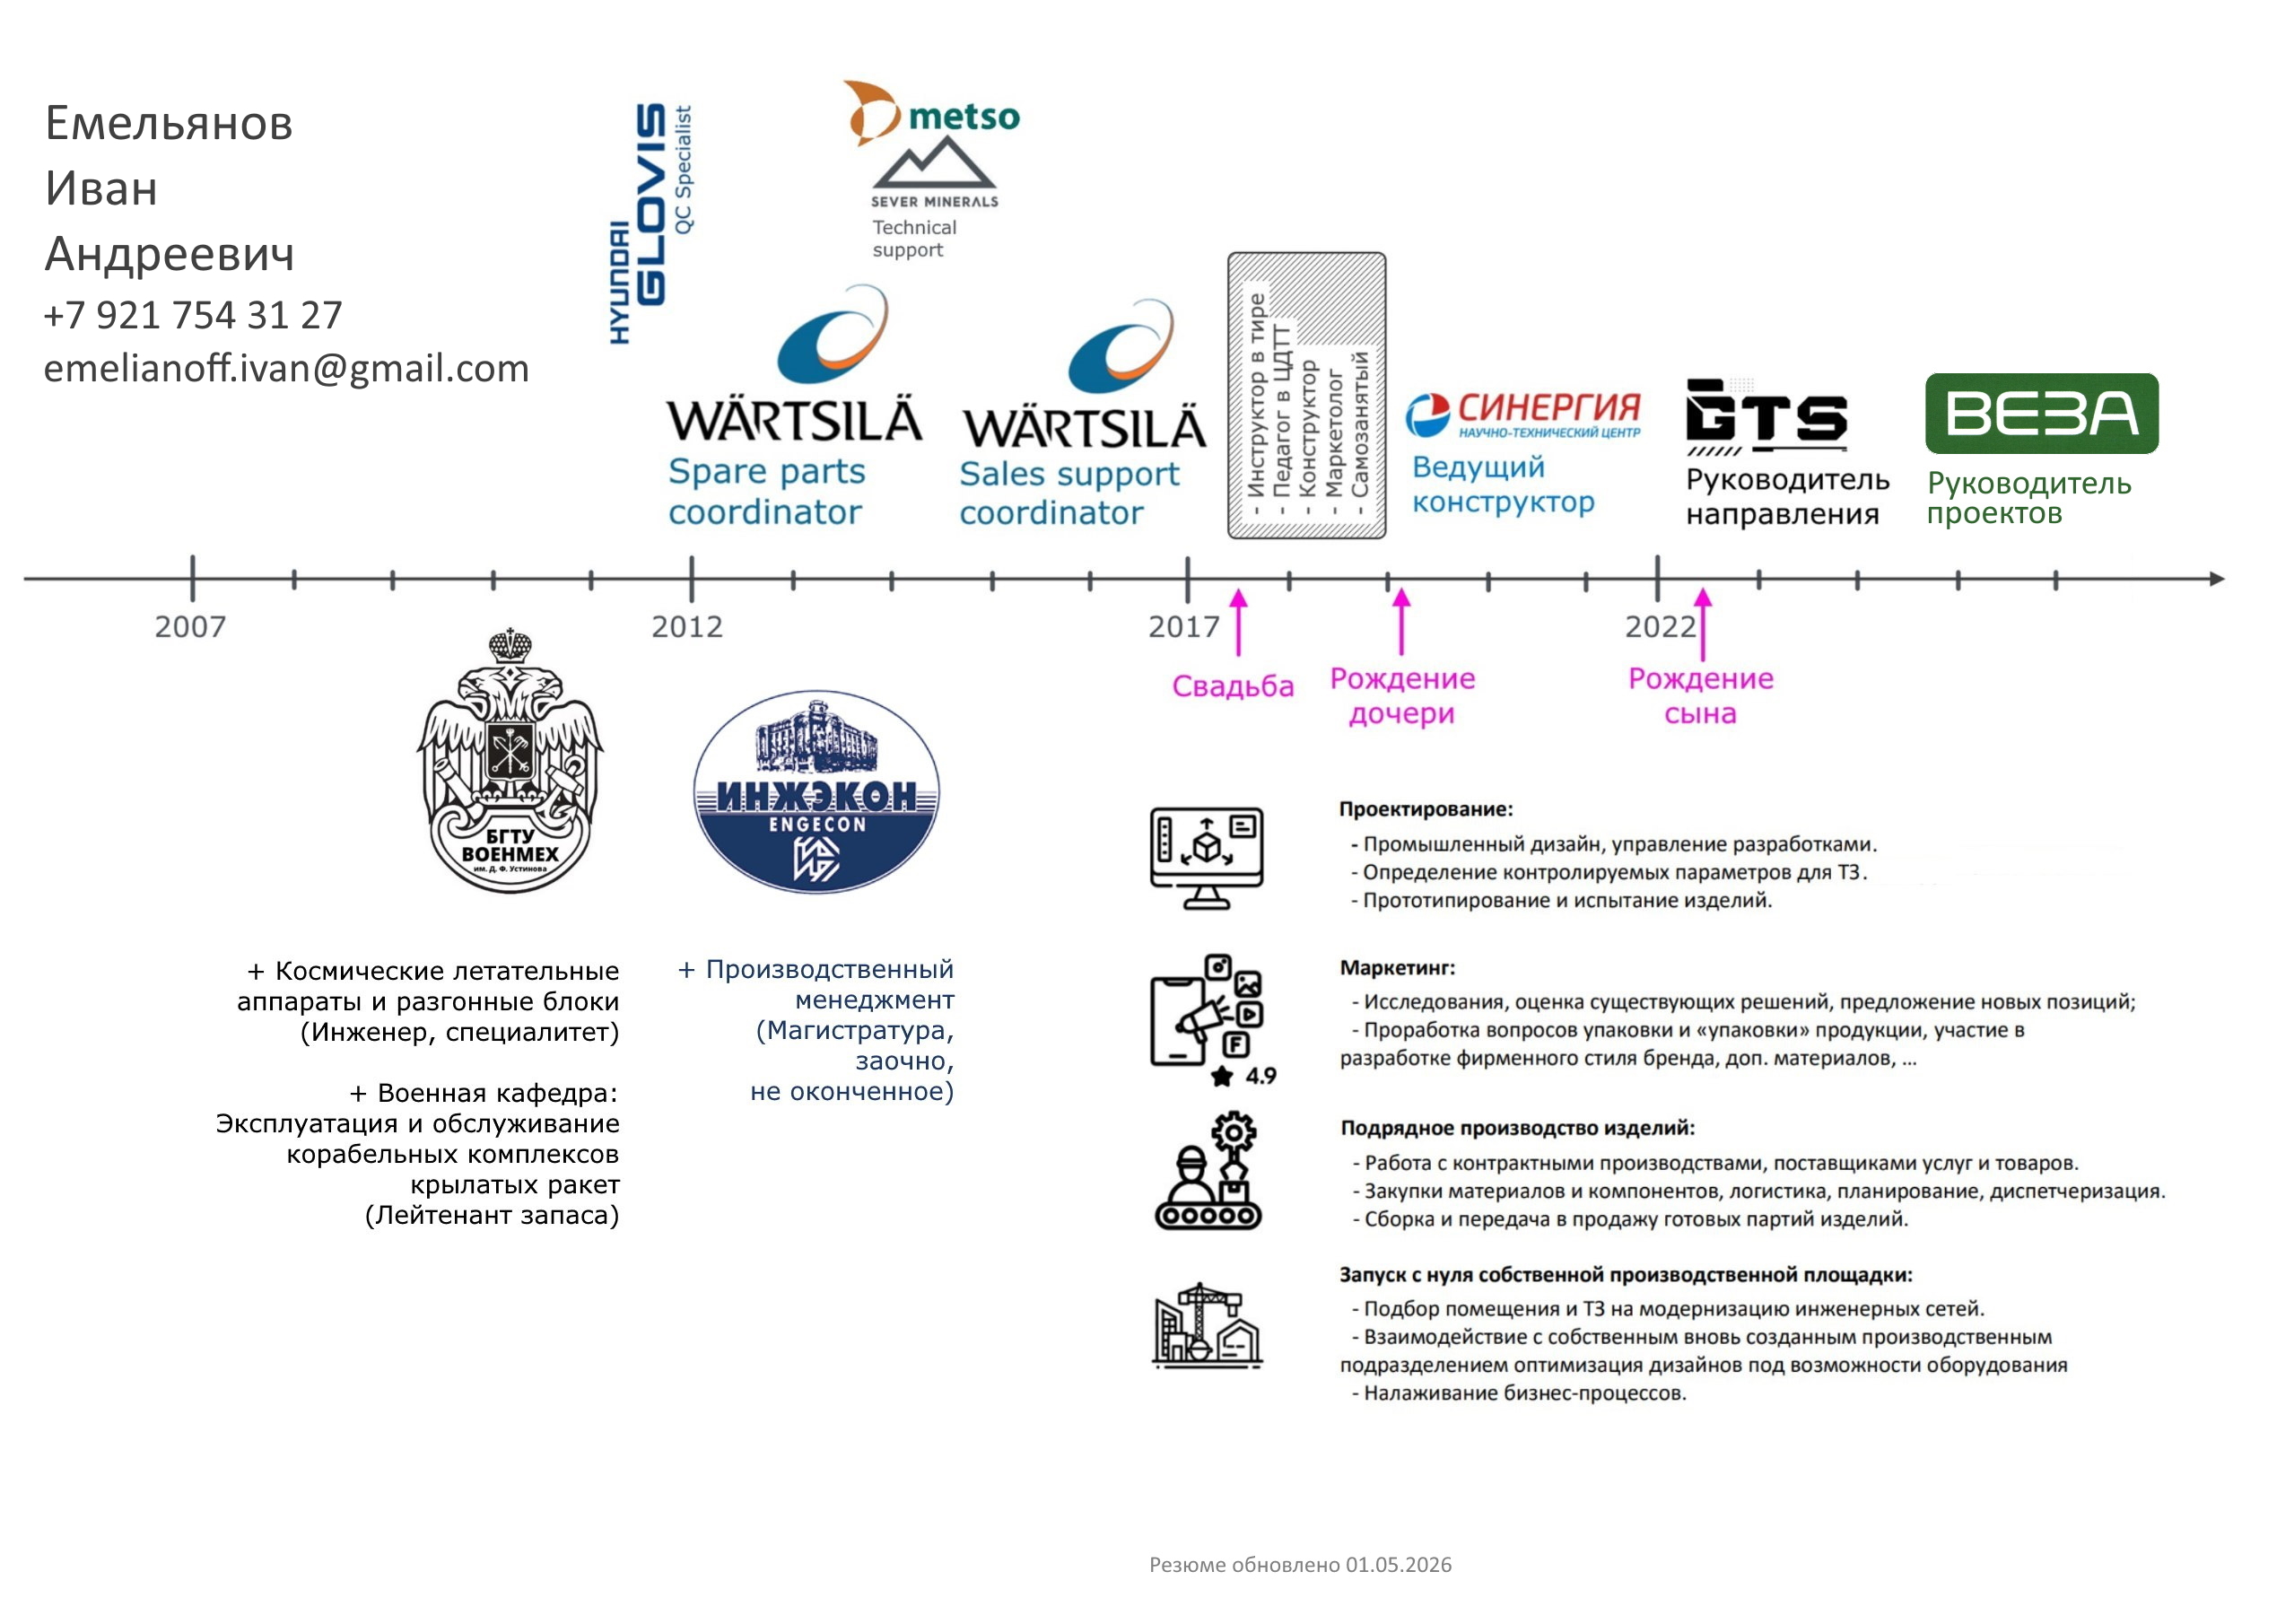 Емельянов
Иван
Андреевич
+7 921 754 31 27
emelianoff.ivan@gmail.com
HYUNDAI
GLOVIS
QC Specialist
metso
SEVER MINERALS
Technical
support
WÄRTSILÄ
Spare parts
coordinator
WÄRTSILÄ
Sales support
coordinator
- Инструктор в тире
- Педагог в ЦДТТ
- Конструктор
- Маркетолог
- Самозанятый
СИНЕРГИЯ
НАУЧНО-ТЕХНИЧЕСКИЙ ЦЕНТР
Ведущий
конструктор
GTS
Руководитель
направления
ВЕЗА
Руководитель
проектов
2007
2012
2017
2022
Свадьба
Рождение
дочери
Рождение
сына
БГТУ
ВОЕНМЕХ
им. Д. Ф. Устинова
ИНЖЭКОН
ENGECON
+ Космические летательные
аппараты и разгонные блоки
(Инженер, специалитет)
+ Военная кафедра:
Эксплуатация и обслуживание
корабельных комплексов
крылатых ракет
(Лейтенант запаса)
+ Производственный
менеджмент
(Магистратура,
заочно,
не оконченное)
Проектирование:
- Промышленный дизайн, управление разработками.
- Определение контролируемых параметров для ТЗ.
- Прототипирование и испытание изделий.
F
4.9
Маркетинг:
- Исследования, оценка существующих решений, предложение новых позиций;
- Проработка вопросов упаковки и «упаковки» продукции, участие в
разработке фирменного стиля бренда, доп. материалов, ...
Подрядное производство изделий:
- Работа с контрактными производствами, поставщиками услуг и товаров.
- Закупки материалов и компонентов, логистика, планирование, диспетчеризация.
- Сборка и передача в продажу готовых партий изделий.
Запуск с нуля собственной производственной площадки:
- Подбор помещения и ТЗ на модернизацию инженерных сетей.
- Взаимодействие с собственным вновь созданным производственным
подразделением оптимизация дизайнов под возможности оборудования
- Налаживание бизнес-процессов.
Резюме обновлено 01.05.2026